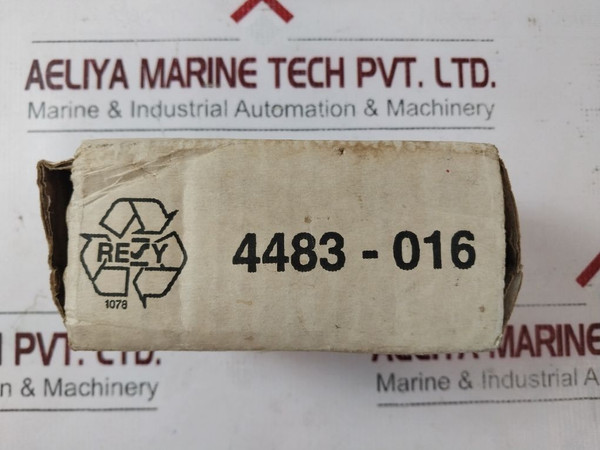 AELIYA MARINE TECH PVT. LTD.
Marine & Industrial Automation & Machinery
RESY
1078
4483 - 016
PVT. LTD.
AELIYA MARINE
n & Machinery
Marine & Industrial A